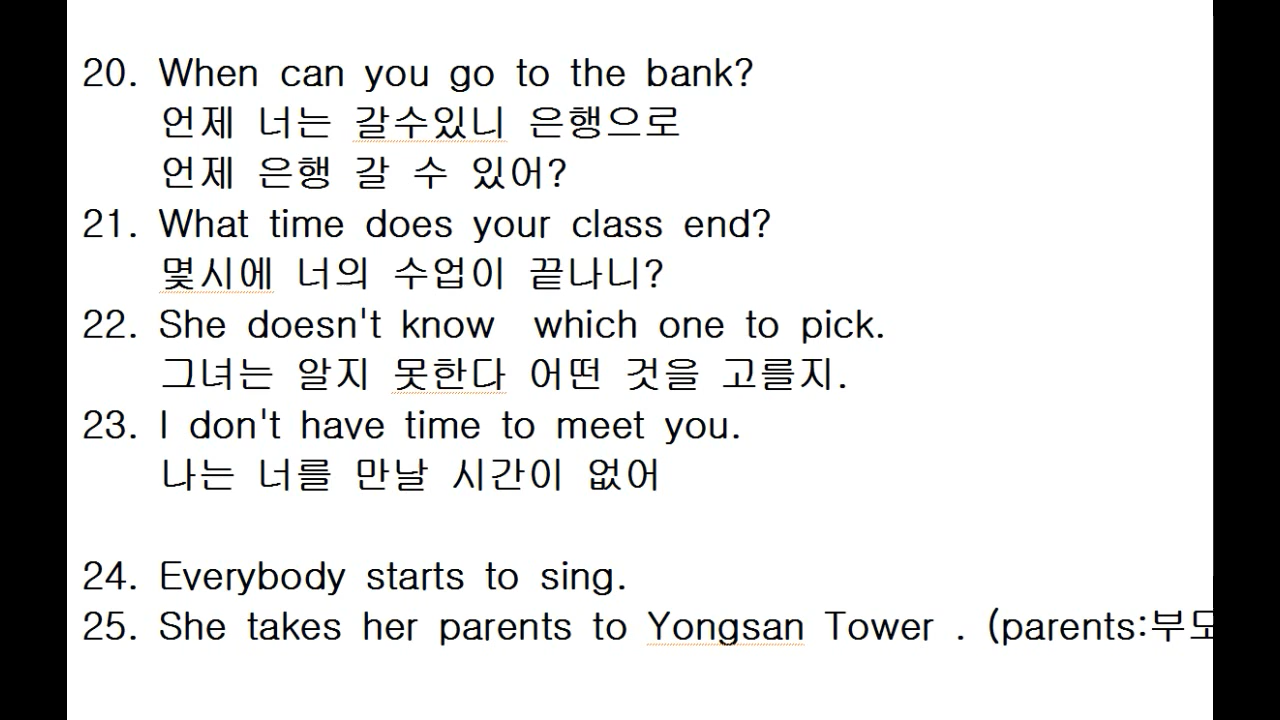 20. When can you go to the bank?
언제 너는 갈수있니 은행으로
언제 은행 갈 수 있어?
21. What time does your class end?
몇시에 너의 수업이 끝나니?
22. She doesn't know which one to pick.
그녀는 알지 못한다 어떤 것을 고를지.
23. I don't have time to meet you.
나는 너를 만날 시간이 없어
24. Everybody starts to sing.
25. She takes her parents to Yongsan Tower . (parents:부